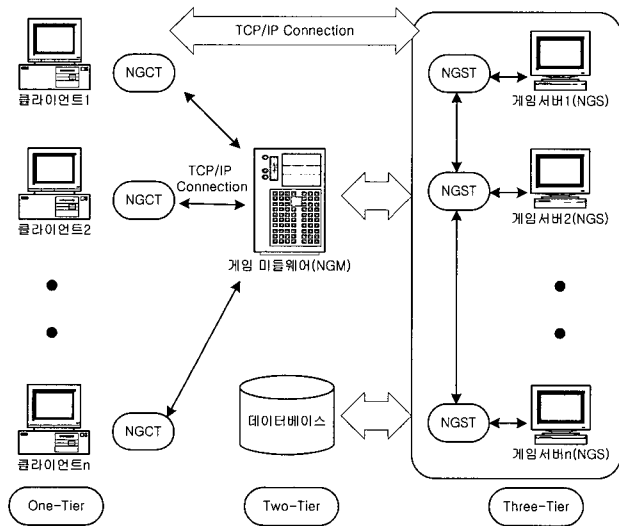 TCP/IP Connection
NGCT
클라이언트1
NGST
게임서버1(NGS)
TCP/IP
Connection
NGCT
클라이언트2
게임 미들웨어(NGM)
NGST
게임서버2(NGS)
NGCT
클라이언트n
데이터베이스
NGST
게임서버n(NGS)
One-Tier
Two-Tier
Three-Tier